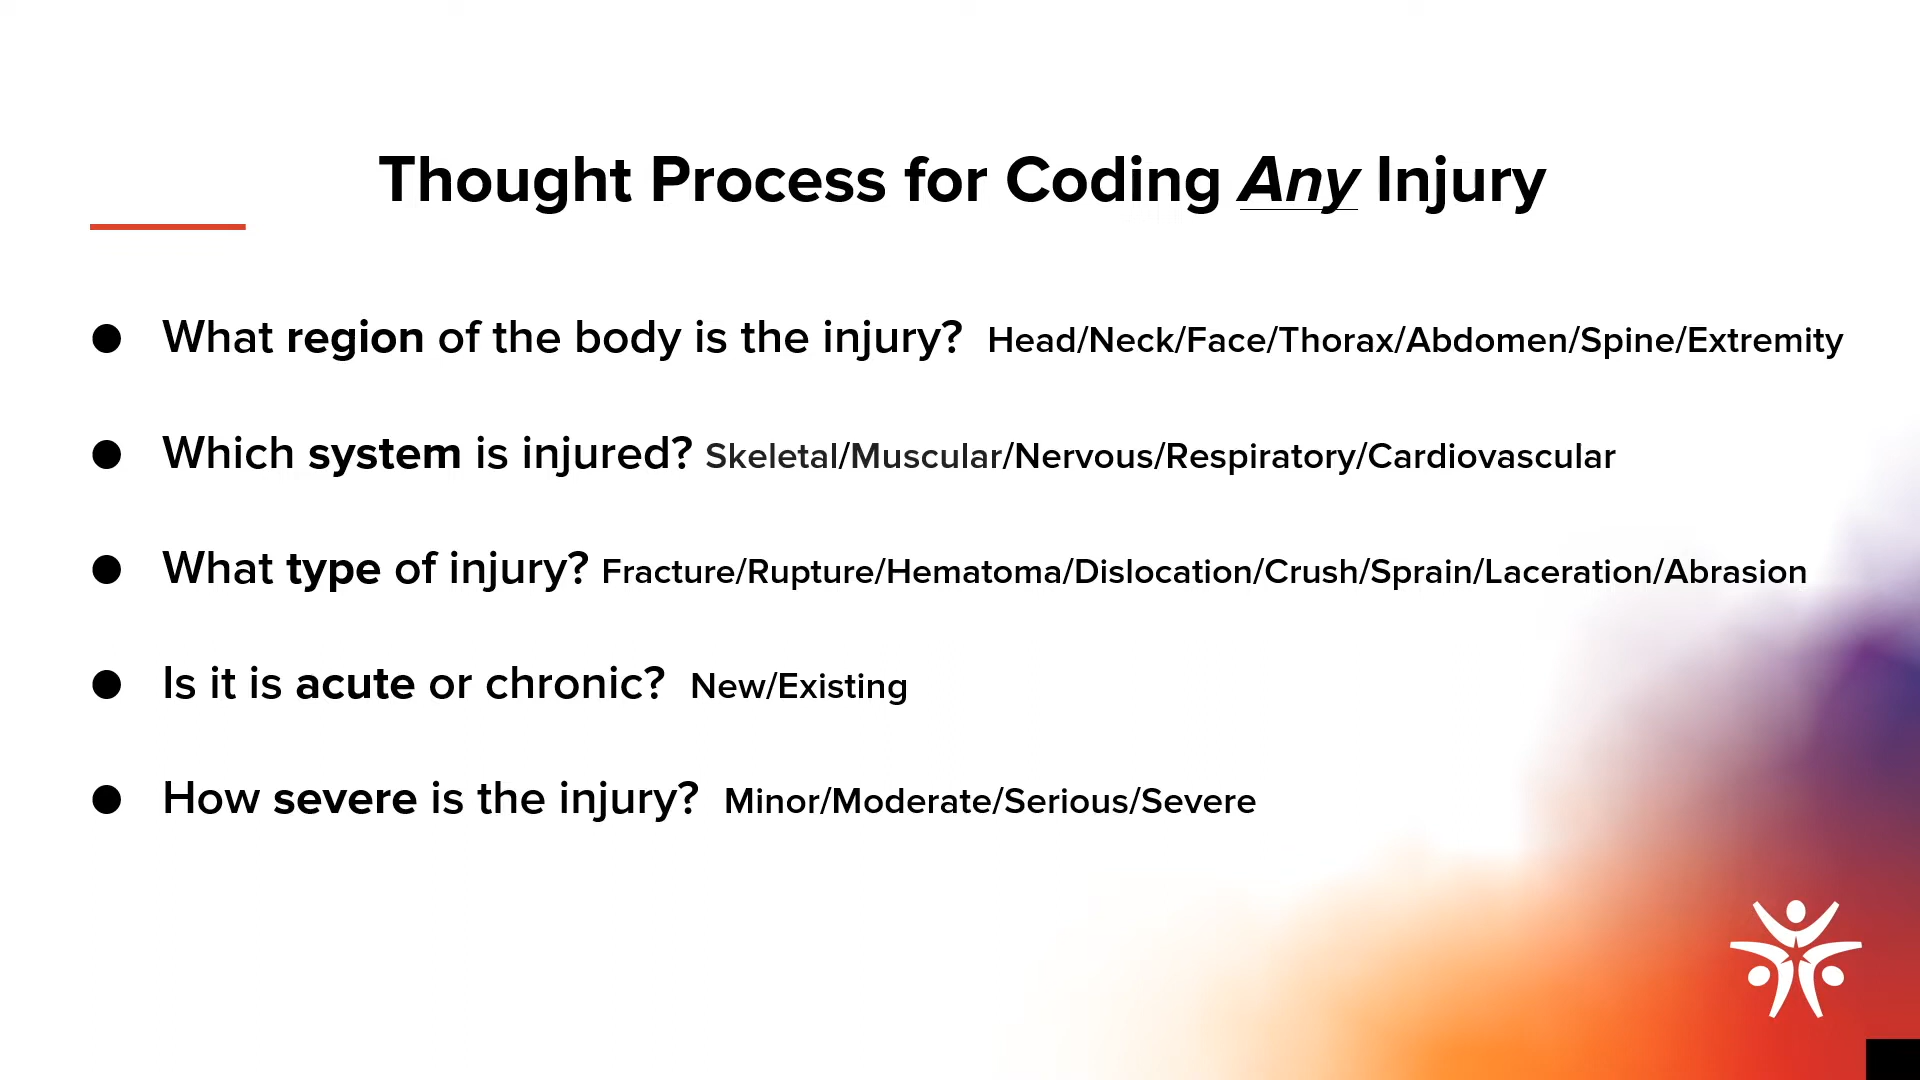 Thought Process for Coding Any Injury
● What region of the body is the injury? Head/Neck/Face/Thorax/Abdomen/Spine/Extremity
● Which system is injured? Skeletal/Muscular/Nervous/Respiratory/Cardiovascular
● What type of injury? Fracture/Rupture/Hematoma/Dislocation/Crush/Sprain/Laceration/Abrasion
● Is it is acute or chronic? New/Existing
● How severe is the injury? Minor/Moderate/Serious/Severe